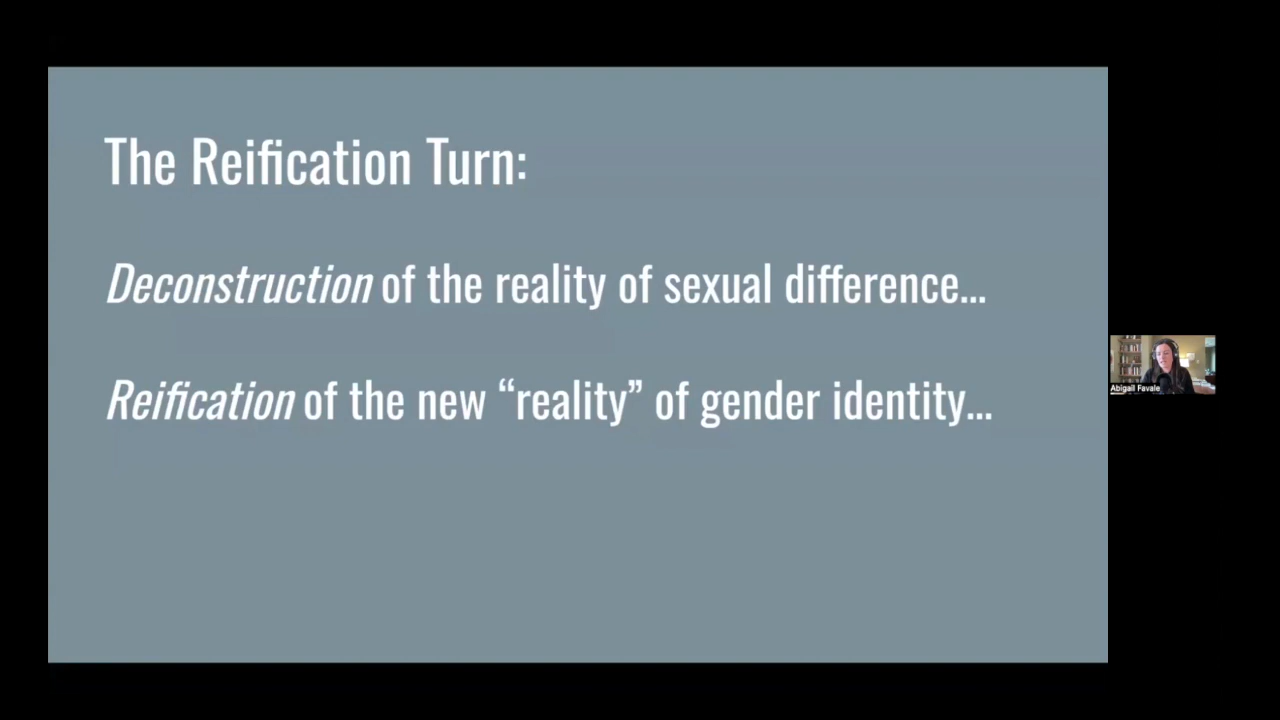 The Reification Turn:
Deconstruction of the reality of sexual difference...
Reification of the new “reality” of gender identity...
Abigail Favale